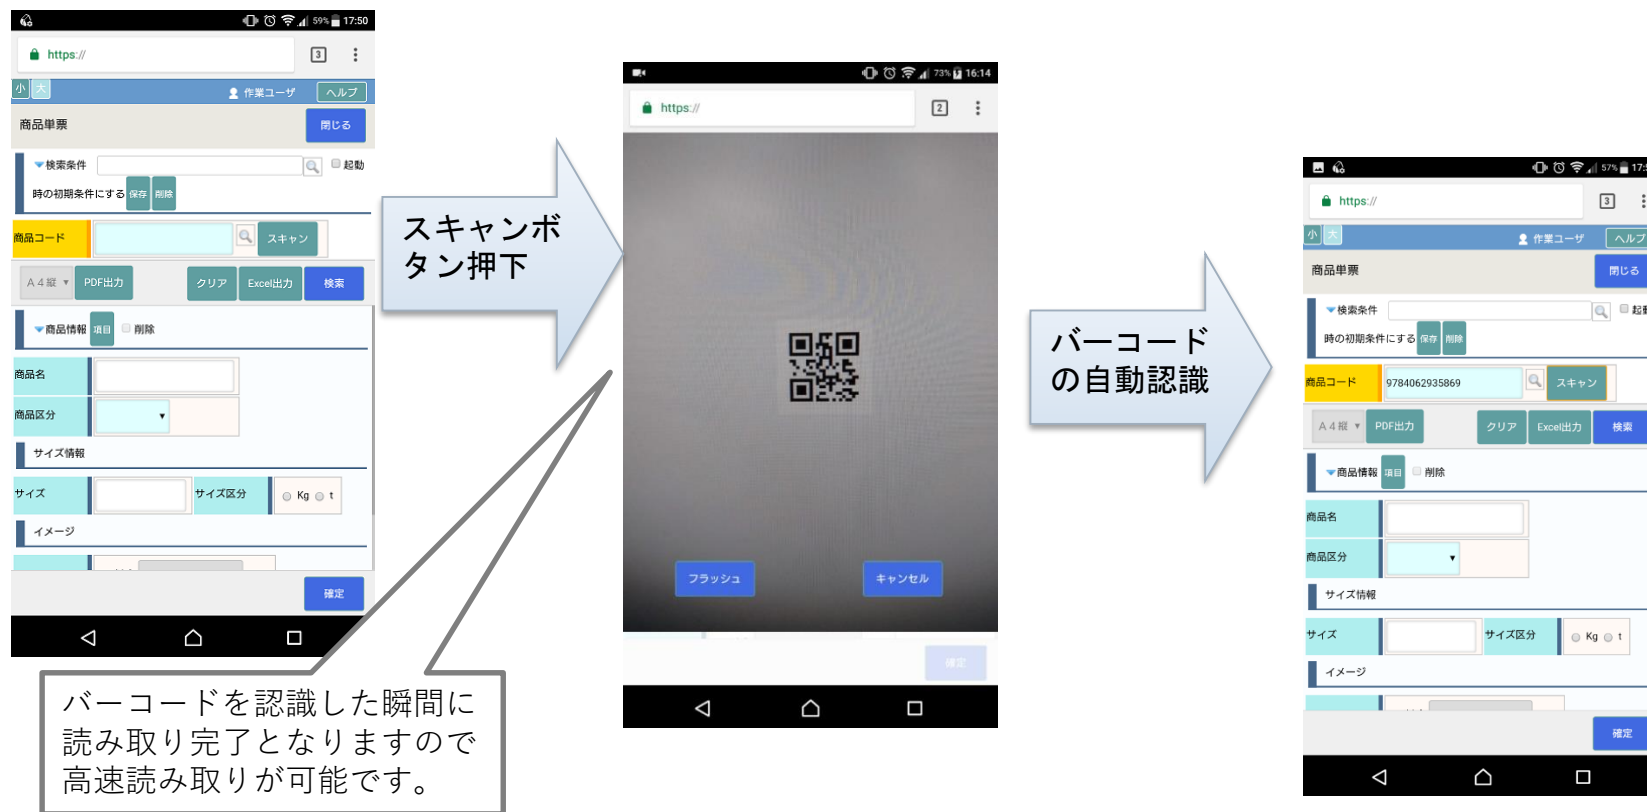 59% 17:50
https:// 3
小 大 作業ユーザ ヘルプ
商品単票 閉じる
▼検索条件 起動
時の初期条件にする 保存 削除
商品コード スキャン
A4縦 ▼ PDF出力 クリア Excel出力 検索
▼商品情報 項目 削除
商品名
商品区分 ▼
サイズ情報
サイズ サイズ区分 Kg t
イメージ
確定
スキャンボ
タン押下
バーコードを認識した瞬間に
読み取り完了となりますので
高速読み取りが可能です。
73% 16:14
https:// 2
フラッシュ キャンセル
確定
バーコード
の自動認識
57% 17:5
https:// 3
小 大 作業ユーザ ヘルプ
商品単票 閉じる
▼検索条件 起動
時の初期条件にする 保存 削除
商品コード 9784062935869 スキャン
A4縦 ▼ PDF出力 クリア Excel出力 検索
▼商品情報 項目 削除
商品名
商品区分 ▼
サイズ情報
サイズ サイズ区分 Kg t
イメージ
確定